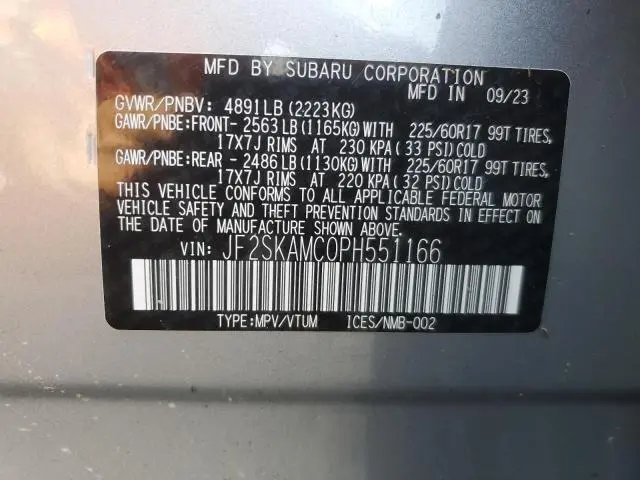 MFD BY SUBARU CORPORATION
MFD IN 09/23
GVWR/PNBV: 4891LB (2223KG)
GAWR/PNBE:FRONT- 2563LB (1165KG)WITH 225/60R17 99T TIRES,
17X7J RIMS AT 230 KPA( 33 PSI)COLD
GAWR/PNBE:REAR - 2486LB (1130KG)WITH 225/60R17 99T TIRES,
17X7J RIMS AT 220 KPA( 32 PSI)COLD
THIS VEHICLE CONFORMS TO ALL APPLICABLE FEDERAL MOTOR
VEHICLE SAFETY AND THEFT PREVENTION STANDARDS IN EFFECT ON
THE DATE OF MANUFACTURE SHOWN ABOVE.
VIN: JF2SKAMC0PH551166
TYPE:MPV/VTUM ICES/NMB-002